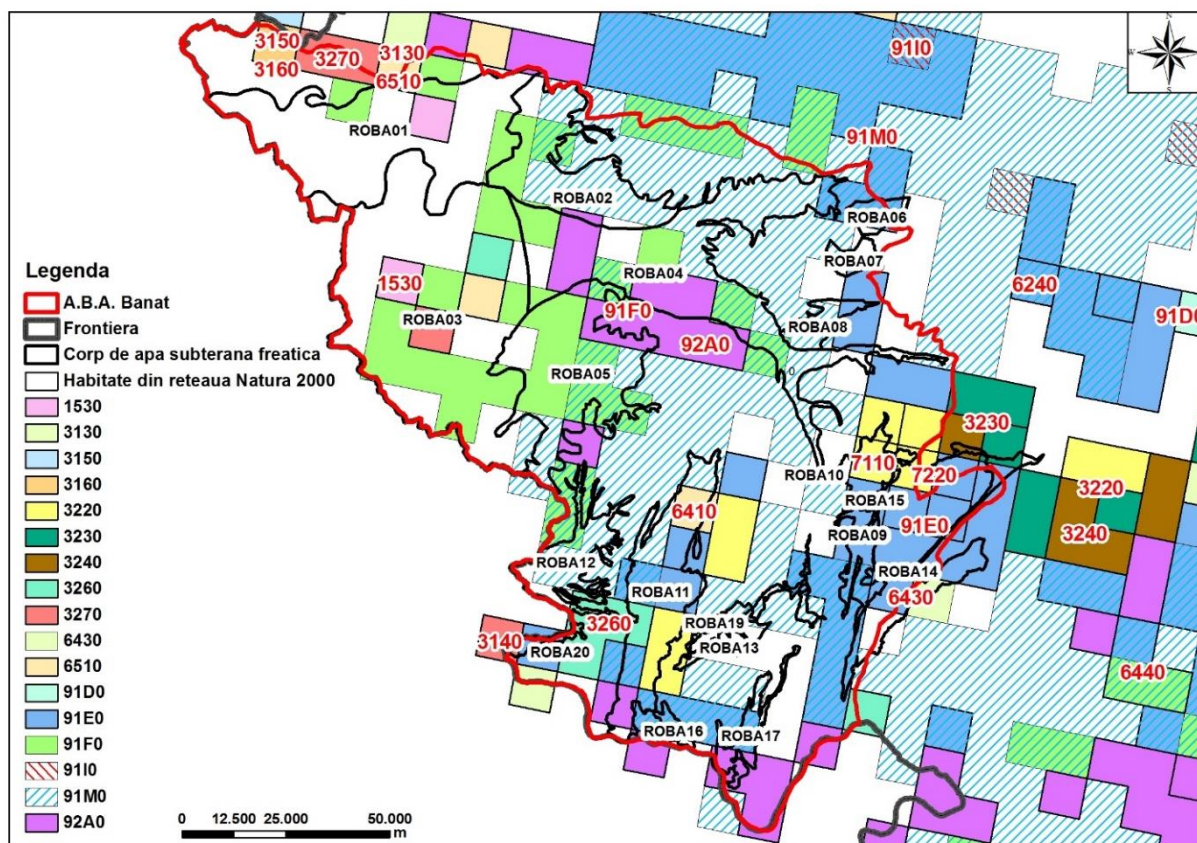 3150
3270
3130
3160
6510
91I0
N
W
E
S
ROBA01
91M0
ROBA02
ROBA06
ROBA07
ROBA04
1530
6240
91F0
91D0
ROBA03
ROBA08
92A0
ROBA05
0
3230
7110
7220
ROBA10
3220
ROBA15
6410
91E0
ROBA09
3240
ROBA12
ROBA14
ROBA11
6430
3260
ROBA19
3140
ROBA20
ROBA13
6440
ROBA16
ROBA17
Legenda
A.B.A. Banat
Frontiera
Corp de apa subterana freatica
Habitate din reteaua Natura 2000
1530
3130
3150
3160
3220
3230
3240
3260
3270
6430
6510
91D0
91E0
91F0
91I0
91M0
92A0
0 12.500 25.000 50.000
m